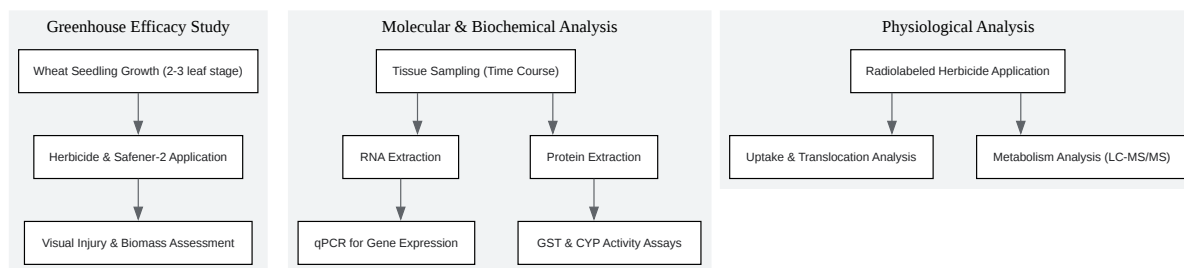 Greenhouse Efficacy Study
Wheat Seedling Growth (2-3 leaf stage)
Herbicide & Safener-2 Application
Visual Injury & Biomass Assessment
Molecular & Biochemical Analysis
Tissue Sampling (Time Course)
RNA Extraction
Protein Extraction
qPCR for Gene Expression
GST & CYP Activity Assays
Physiological Analysis
Radiolabeled Herbicide Application
Uptake & Translocation Analysis
Metabolism Analysis (LC-MS/MS)